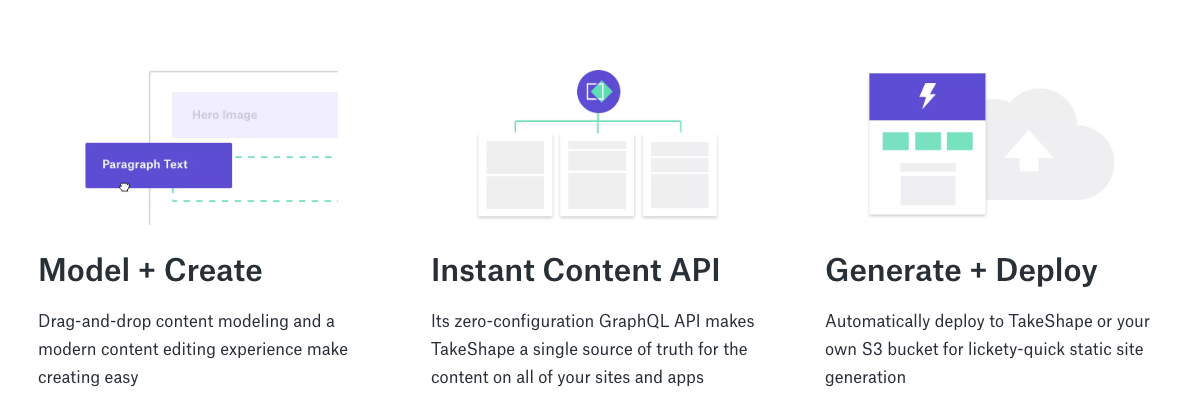 Hero Image
Paragraph Text
Model + Create
Drag-and-drop content modeling and a
modern content editing experience make
creating easy
Instant Content API
Its zero-configuration GraphQL API makes
TakeShape a single source of truth for the
content on all of your sites and apps
Generate + Deploy
Automatically deploy to TakeShape or your
own S3 bucket for lickety-quick static site
generation